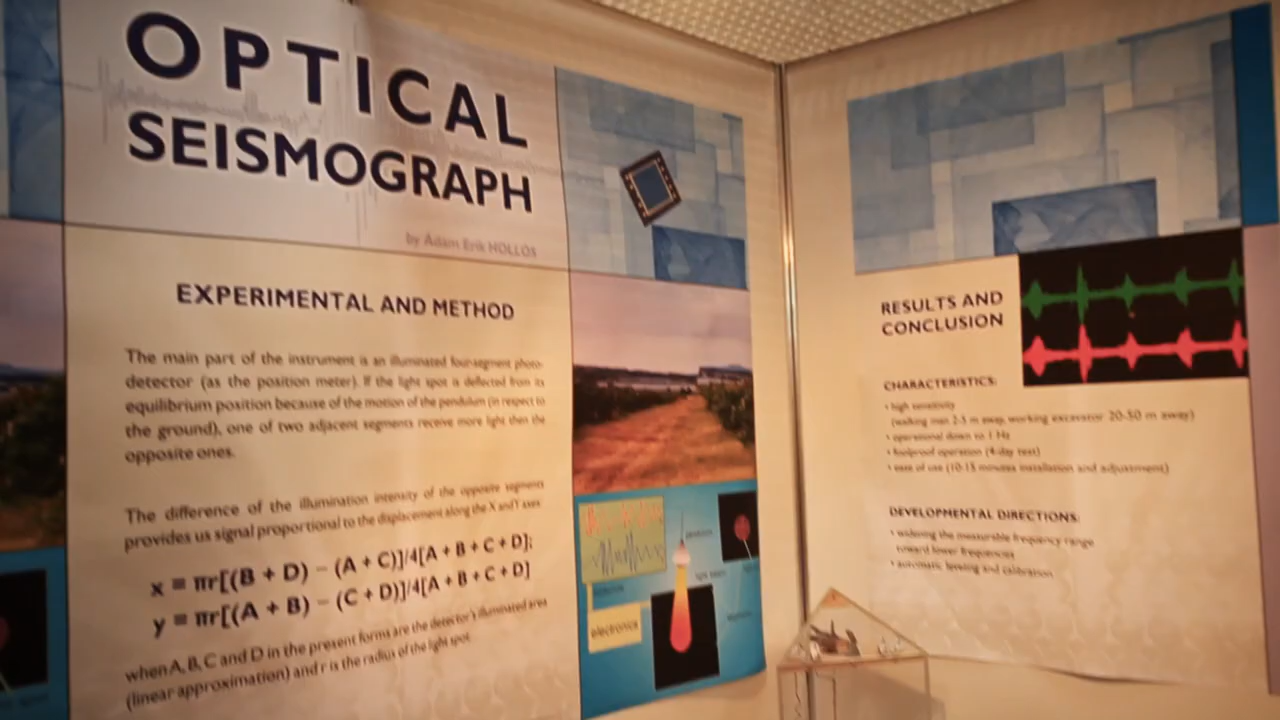 OPTICAL
SEISMOGRAPH
by Ádám Erik HOLLÓS
EXPERIMENTAL AND METHOD
The main part of the instrument is an illuminated four-segment photo-
detector (as the position meter). If the light spot is deflected from its
equilibrium position because of the motion of the pendulum (in respect to
the ground), one of two adjacent segments receive more light then the
opposite ones.
The difference of the illumination intensity of the opposite segments
provides us signal proportional to the displacement along the X and Y axes:
x = πr[(B + D) – (A + C)]/4[A + B + C + D];
y = πr[(A + B) – (C + D)]/4[A + B + C + D]
when A, B, C and D in the present forms are the detector's illuminated area
(linear approximation) and r is the radius of the light spot.
pendulum
light beam
electronics
RESULTS AND
CONCLUSION
CHARACTERISTICS:
• high sensitivity
(walking man 2-5 m away, working excavator 20-50 m away)
• operational down to 1 Hz
• foolproof operation (4-day test)
• ease of use (10-15 minutes installation and adjustment)
DEVELOPMENTAL DIRECTIONS:
• widening the measurable frequency range
toward lower frequencies
• automatic leveling and calibration